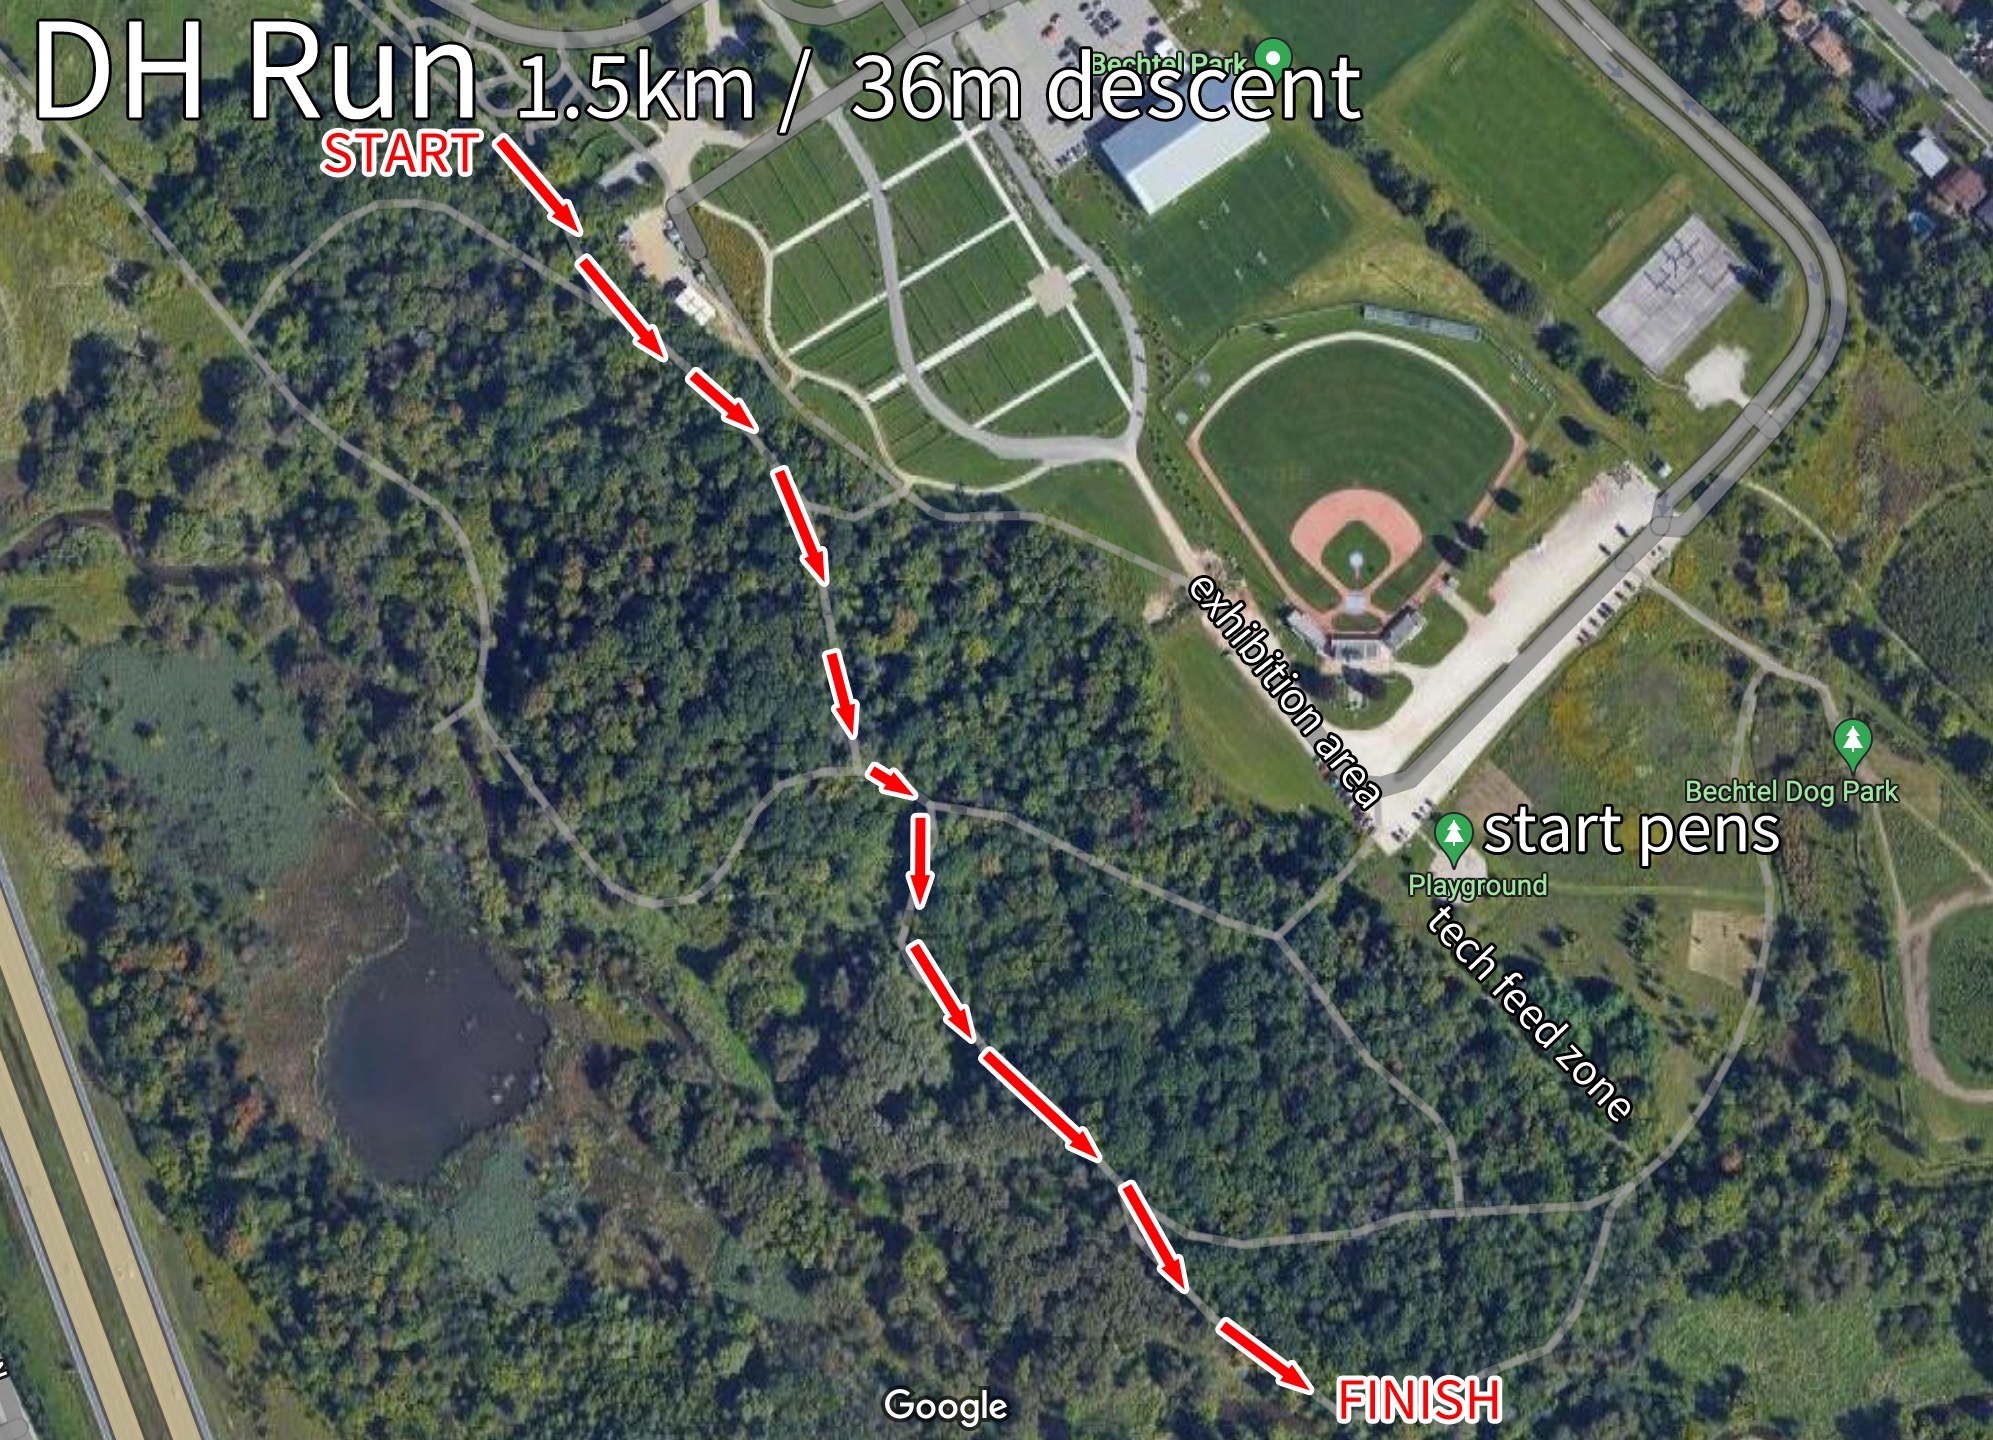 DH Run 1.5km / 36m descent
Bechtel Park
START
exhibition area
Bechtel Dog Park
start pens
Playground
tech feed zone
FINISH
Google